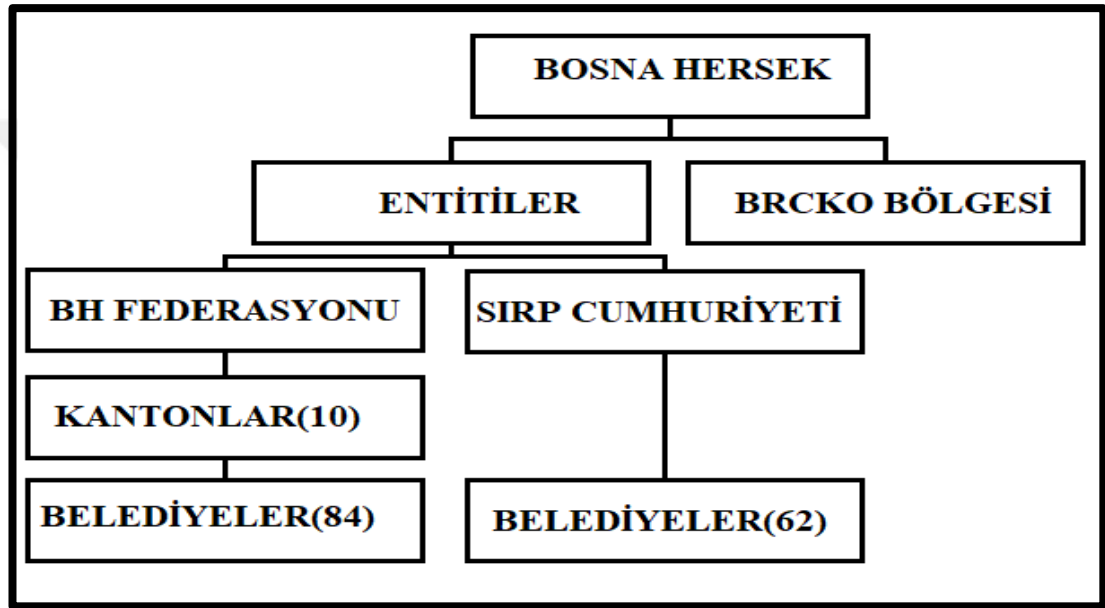 BOSNA HERSEK
ENTİTİLER
BRCKO BÖLGESİ
BH FEDERASYONU
SIRP CUMHURİYETİ
KANTONLAR(10)
BELEDİYELER(84)
BELEDİYELER(62)